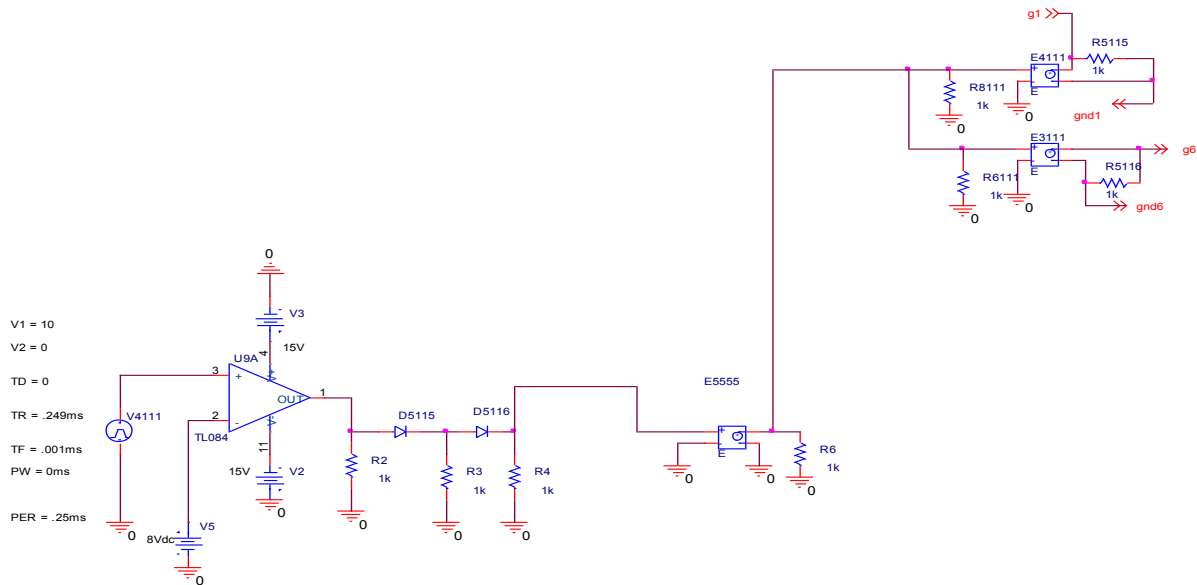 g1
R5115
E4111
+
-
E
1k
R8111
1k
0
0
gnd1
E3111
+
-
E
g6
R5116
1k
R6111
1k
0
0
gnd6
0
V1 = 10
V2 = 0
TD = 0
TR = .249ms
TF = .001ms
PW = 0ms
PER = .25ms
V3
15V
4
U9A
3
+
V+
OUT
1
2
-
V-
TL084
11
15V
V2
0
V4111
0
V5
8Vdc
0
D5115
D5116
R2
1k
0
R3
1k
0
R4
1k
0
E5555
+
-
E
0
0
R6
1k
0